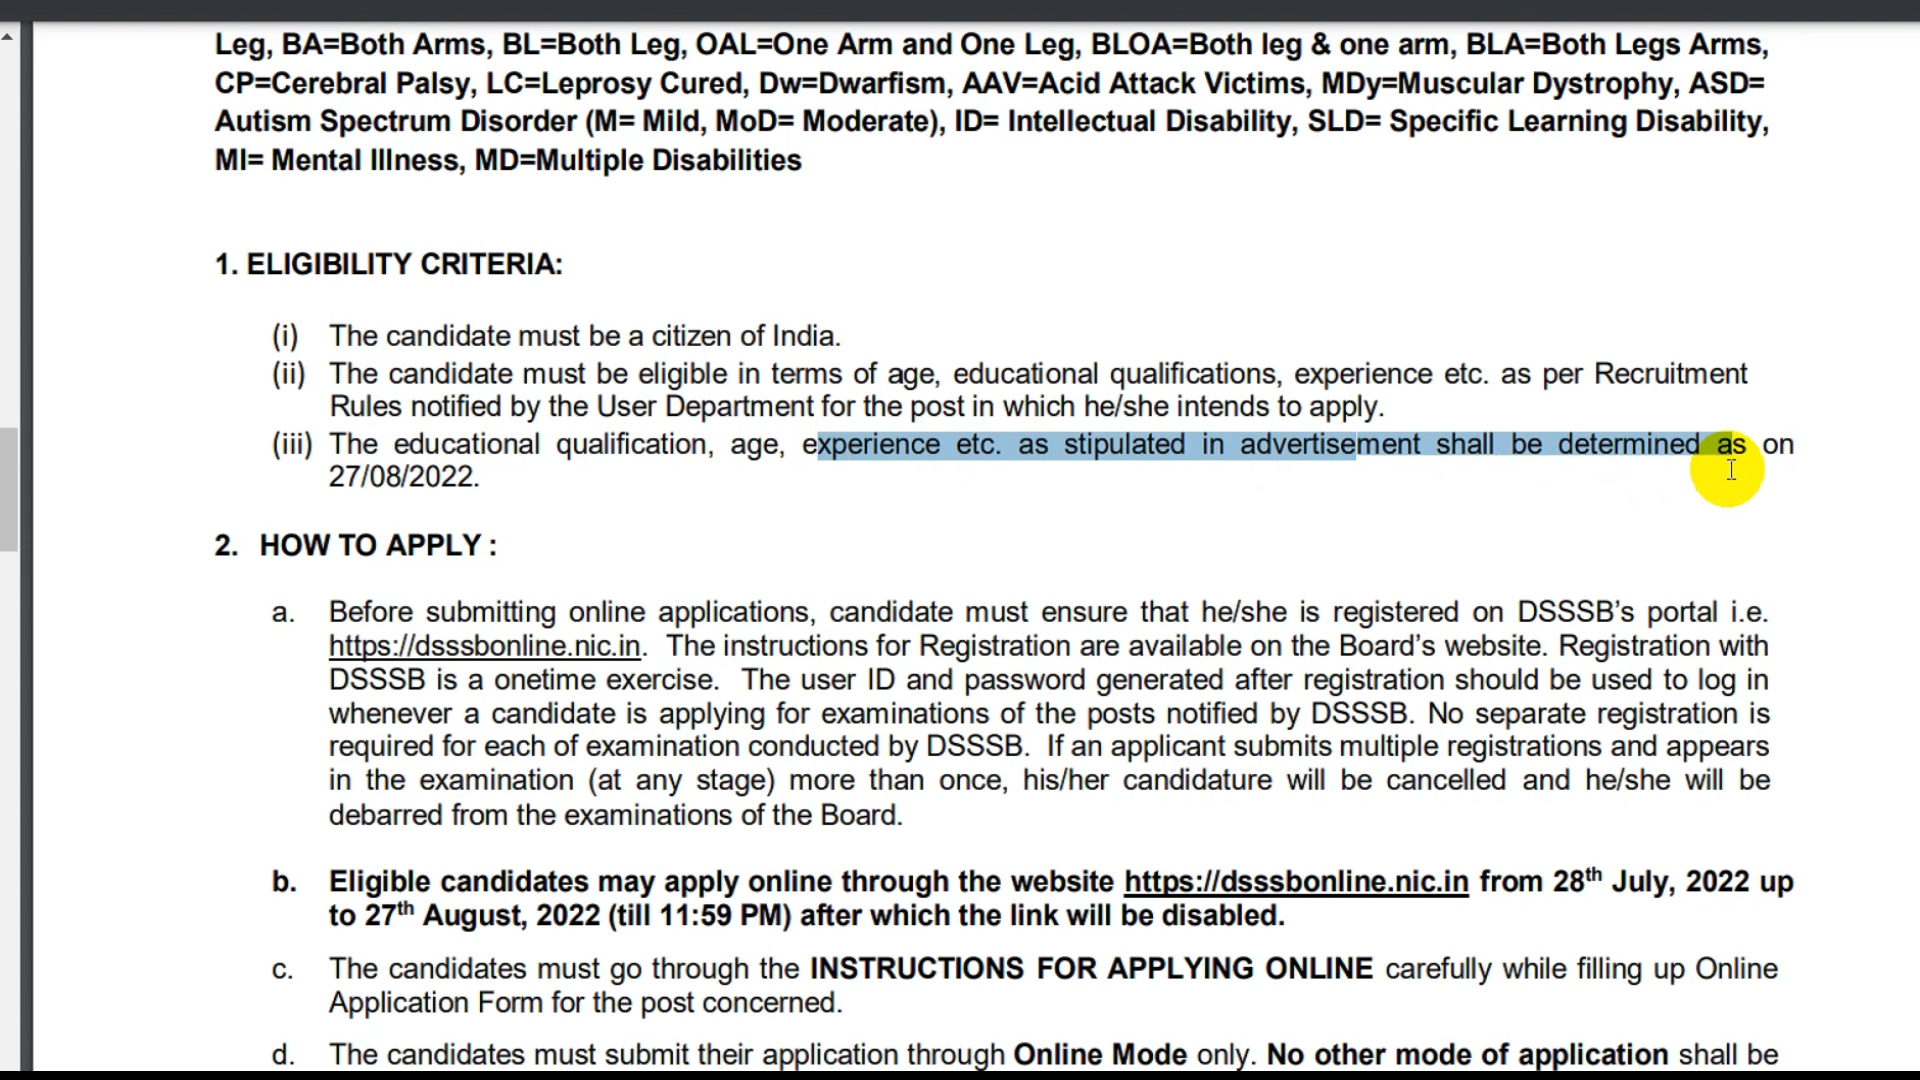 Leg, BA=Both Arms, BL=Both Leg, OAL=One Arm and One Leg, BLOA=Both leg & one arm, BLA=Both Legs Arms,
CP=Cerebral Palsy, LC=Leprosy Cured, Dw=Dwarfism, AAV=Acid Attack Victims, MDy=Muscular Dystrophy, ASD=
Autism Spectrum Disorder (M= Mild, MoD= Moderate), ID= Intellectual Disability, SLD= Specific Learning Disability,
MI= Mental Illness, MD=Multiple Disabilities
1. ELIGIBILITY CRITERIA:
(i) The candidate must be a citizen of India.
(ii) The candidate must be eligible in terms of age, educational qualifications, experience etc. as per Recruitment
Rules notified by the User Department for the post in which he/she intends to apply.
(iii) The educational qualification, age, experience etc. as stipulated in advertisement shall be determined as on
27/08/2022.
2. HOW TO APPLY :
a. Before submitting online applications, candidate must ensure that he/she is registered on DSSSB’s portal i.e.
https://dsssbonline.nic.in. The instructions for Registration are available on the Board’s website. Registration with
DSSSB is a onetime exercise. The user ID and password generated after registration should be used to log in
whenever a candidate is applying for examinations of the posts notified by DSSSB. No separate registration is
required for each of examination conducted by DSSSB. If an applicant submits multiple registrations and appears
in the examination (at any stage) more than once, his/her candidature will be cancelled and he/she will be
debarred from the examinations of the Board.
b. Eligible candidates may apply online through the website https://dsssbonline.nic.in from 28th July, 2022 up
to 27th August, 2022 (till 11:59 PM) after which the link will be disabled.
c. The candidates must go through the INSTRUCTIONS FOR APPLYING ONLINE carefully while filling up Online
Application Form for the post concerned.
d. The candidates must submit their application through Online Mode only. No other mode of application shall be